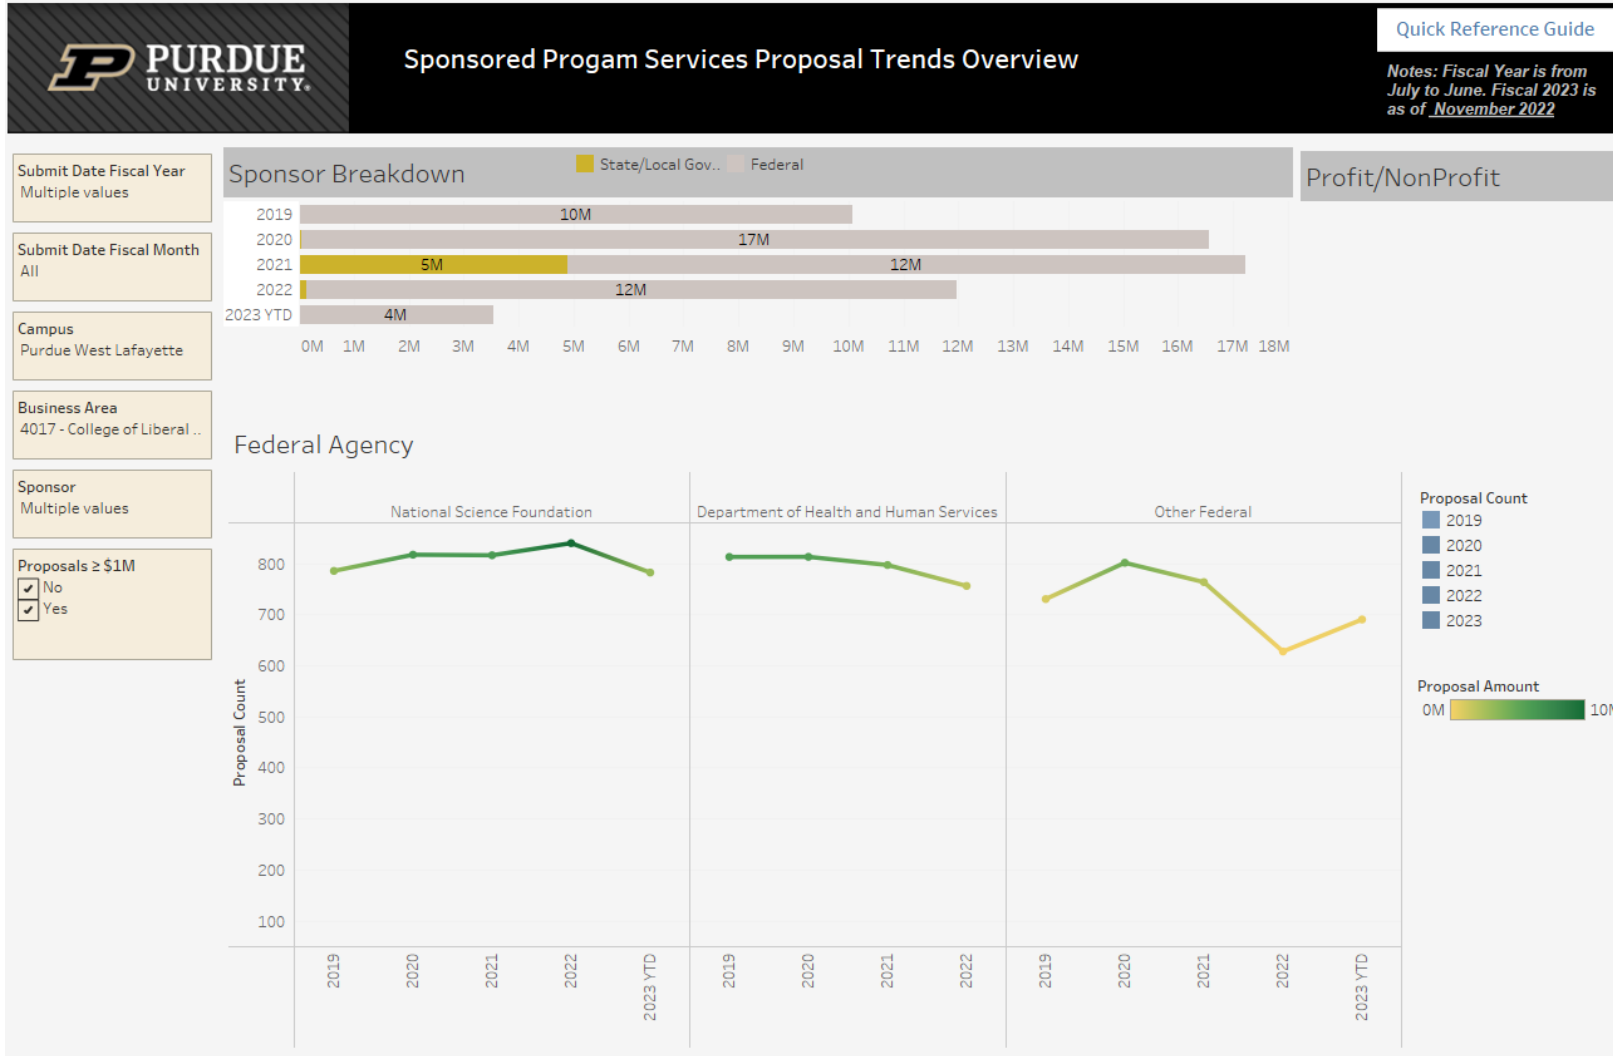 PURDUE
UNIVERSITY.
Sponsored Progam Services Proposal Trends Overview
Quick Reference Guide
Notes: Fiscal Year is from
July to June. Fiscal 2023 is
as of November 2022
Submit Date Fiscal Year
Multiple values
Submit Date Fiscal Month
All
Campus
Purdue West Lafayette
Business Area
4017 - College of Liberal ..
Sponsor
Multiple values
Proposals ≥ $1M
No
Yes
Sponsor Breakdown
State/Local Gov.. Federal
Profit/NonProfit
2019 10M
2020 17M
2021 5M 12M
2022 12M
2023 YTD 4M
0M 1M 2M 3M 4M 5M 6M 7M 8M 9M 10M 11M 12M 13M 14M 15M 16M 17M 18M
Federal Agency
National Science Foundation Department of Health and Human Services Other Federal
Proposal Count
800
700
600
500
400
300
200
100
2019 2020 2021 2022 2023 YTD 2019 2020 2021 2022 2019 2020 2021 2022 2023 YTD
Proposal Count
2019
2020
2021
2022
2023
Proposal Amount
0M 10M